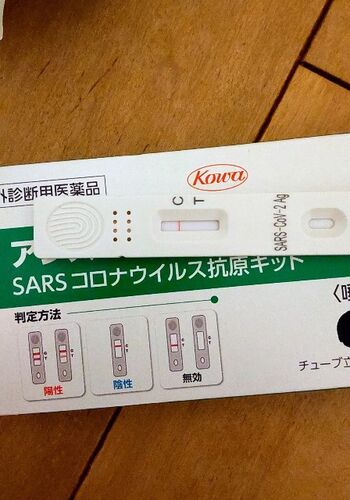 外診断用医薬品
Kowa
C
T
SARS-CoV-2 Ag
SARSコロナウイルス抗原キット
判定方法
C T
C T
C T
C T
C T
陽性
陰性
無効
チューブ立